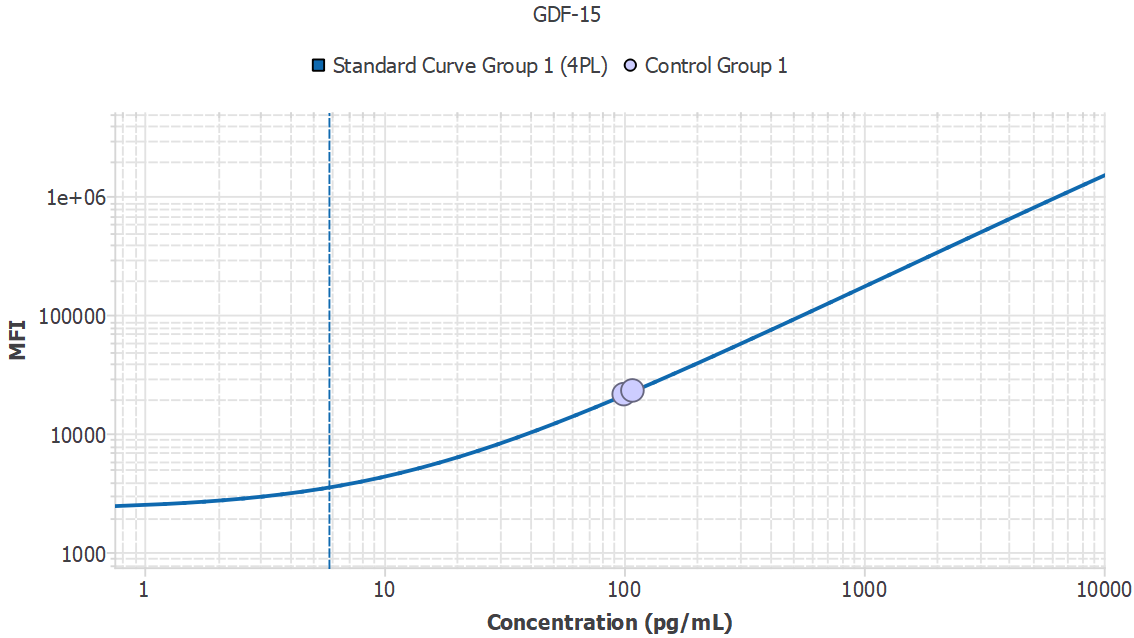 GDF-15
Standard Curve Group 1 (4PL) Control Group 1
1e+06
100000
10000
1000
MFI
1 10 100 1000 10000
Concentration (pg/mL)